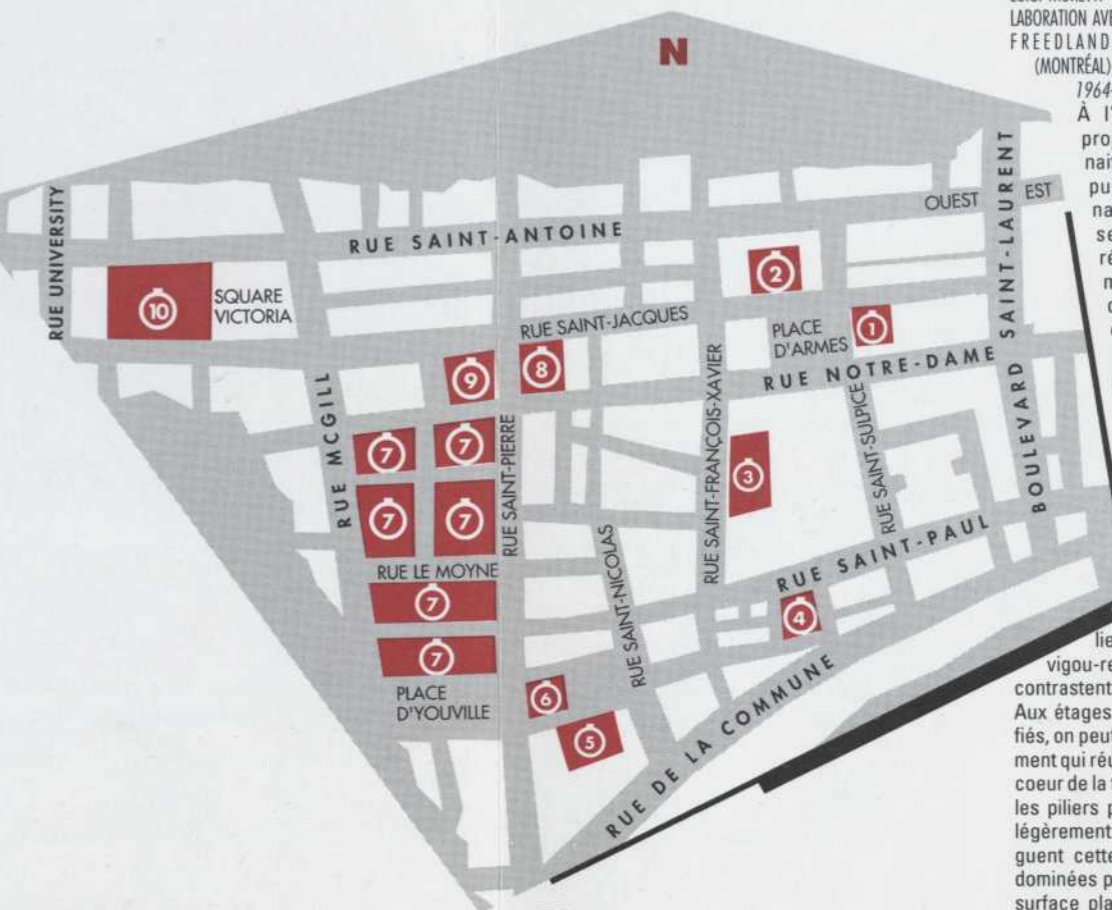 N
RUE UNIVERSITY
RUE SAINT-ANTOINE
OUEST
EST
BOULEVARD SAINT-LAURENT
10
SQUARE
VICTORIA
2
1
PLACE
D'ARMES
RUE SAINT-JACQUES
RUE NOTRE-DAME
9
8
RUE MCGILL
7
7
7
7
RUE SAINT-PIERRE
RUE SAINT-FRANÇOIS-XAVIER
3
RUE SAINT-SULPICE
RUE LE MOYNE
7
7
RUE SAINT-NICOLAS
RUE SAINT-PAUL
4
PLACE
D'YOUVILLE
6
5
RUE DE LA COMMUNE
LABORATION
FREEDLAND
(MONTRÉAL)
1964-
À l'
vigou-re
contrastent
Aux étages
fiés, on peut
ment qui réu
coeur de la
les piliers p
légèrement
guent cette
dominées p
surface pla